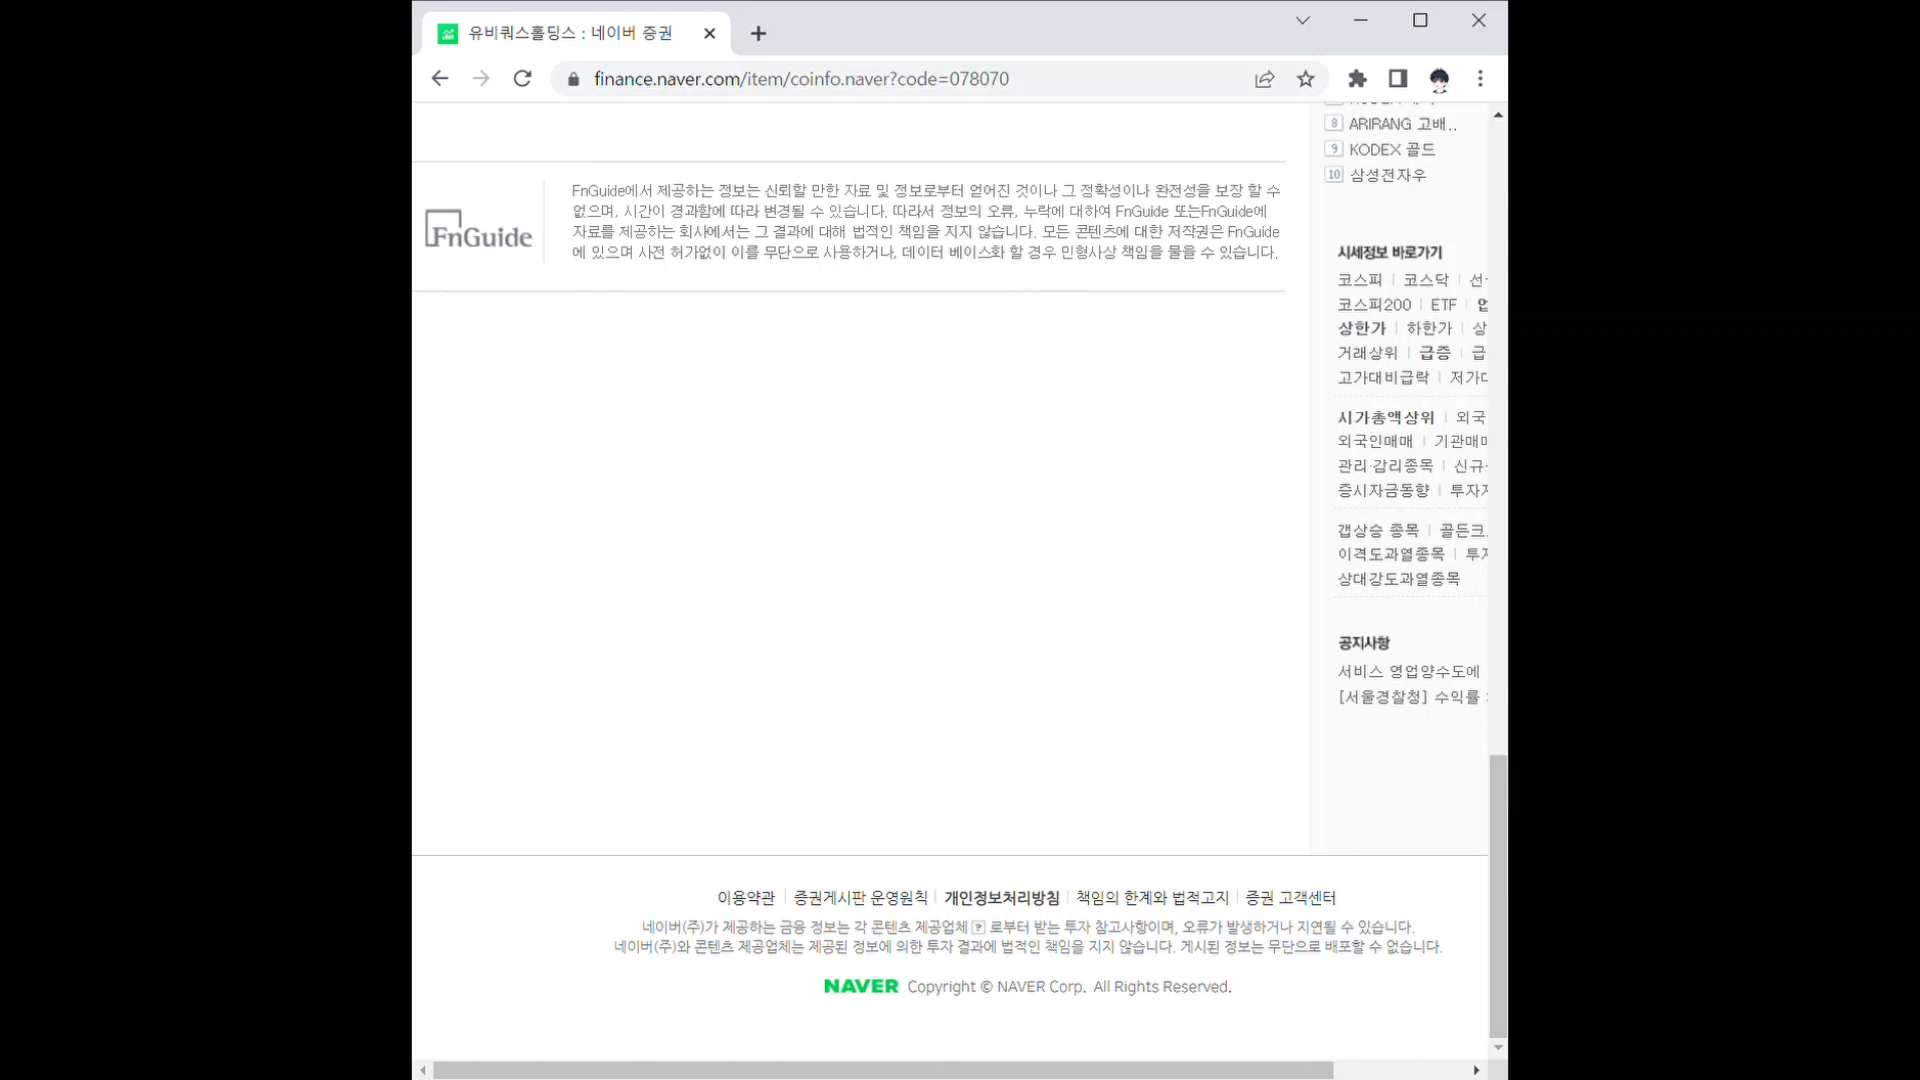 유비쿼스홀딩스 : 네이버 증권
finance.naver.com/item/coinfo.naver?code=078070
8 ARIRANG 고배..
9 KODEX 골드
10 삼성전자우
FnGuide
FnGuide에서 제공하는 정보는 신뢰할 만한 자료 및 정보로부터 얻어진 것이나 그 정확성이나 완전성을 보장 할 수
없으며, 시간이 경과함에 따라 변경될 수 있습니다. 따라서 정보의 오류, 누락에 대하여 FnGuide 또는FnGuide에
자료를 제공하는 회사에서는 그 결과에 대해 법적인 책임을 지지 않습니다. 모든 콘텐츠에 대한 저작권은 FnGuide
에 있으며 사전 허가없이 이를 무단으로 사용하거나, 데이터 베이스화 할 경우 민형사상 책임을 물을 수 있습니다.
시세정보 바로가기
코스피 | 코스닥 | 선
코스피200 | ETF |
상한가 | 하한가 | 상
거래상위 | 급증 | 급
고가대비급락 | 저가
시가총액상위 | 외국
외국인매매 | 기관매
관리·감리종목 | 신규
증시자금동향 | 투자
갭상승 종목 | 골든크
이격도과열종목 | 투
상대강도과열종목
공지사항
서비스 영업양수도에
[서울경찰청] 수익률
이용약관 | 증권게시판 운영원칙 | 개인정보처리방침 | 책임의 한계와 법적고지 | 증권 고객센터
네이버(주)가 제공하는 금융 정보는 각 콘텐츠 제공업체 ? 로부터 받는 투자 참고사항이며, 오류가 발생하거나 지연될 수 있습니다.
네이버(주)와 콘텐츠 제공업체는 제공된 정보에 의한 투자 결과에 법적인 책임을 지지 않습니다. 게시된 정보는 무단으로 배포할 수 없습니다.
NAVER Copyright © NAVER Corp. All Rights Reserved.